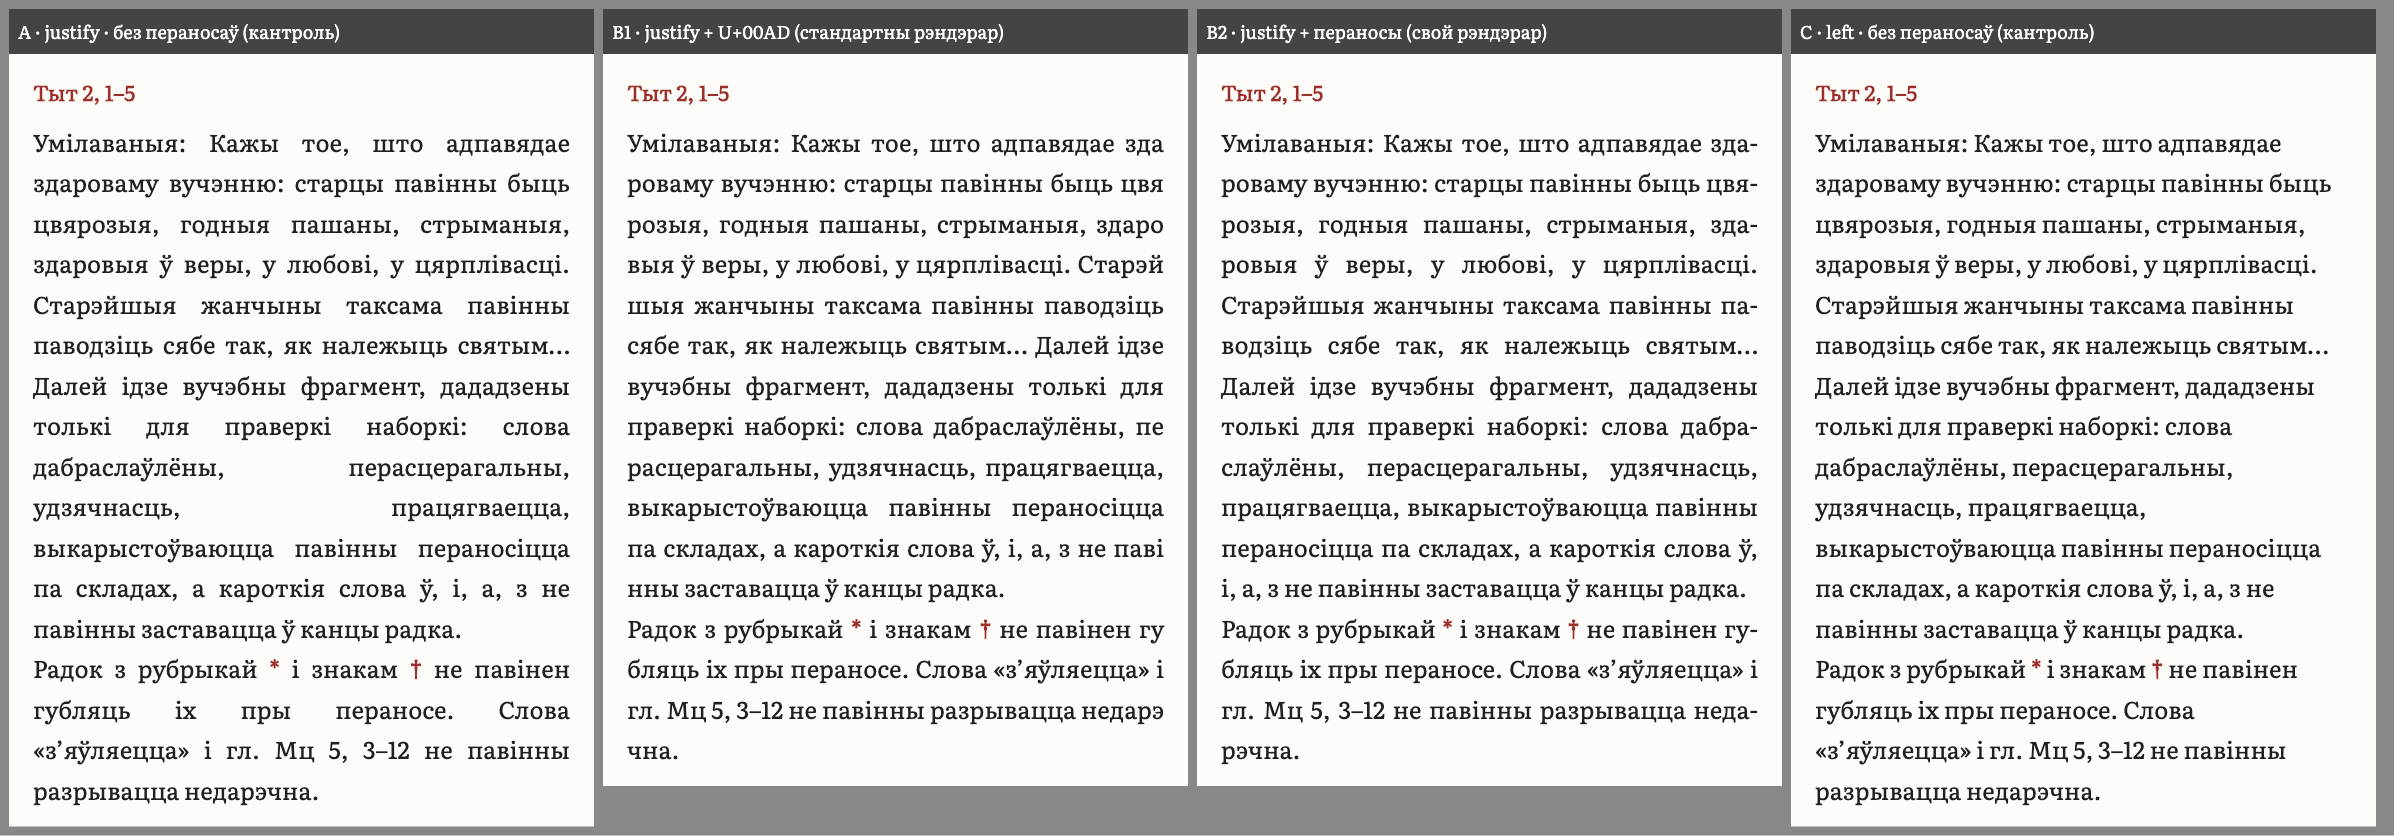 A · justify · без пераносаў (кантроль)
Тыт 2, 1–5
Умілаваныя: Кажы тое, што адпавядае
здароваму вучэнню: старцы павінны быць
цвярозыя, годныя пашаны, стрыманыя,
здаровыя ў веры, у любові, у цярплівасці.
Старэйшыя жанчыны таксама павінны
паводзіць сябе так, як належыць святым…
Далей ідзе вучэбны фрагмент, дададзены
толькі для праверкі наборкі: слова
дабраслаўлёны, перасцерагальны,
удзячнасць, працягваецца,
выкарыстоўваюцца павінны пераносіцца
па складах, а кароткія слова ў, і, а, з не
павінны заставацца ў канцы радка.
Радок з рубрыкай * і знакам † не павінен
губляць іх пры пераносе. Слова
«з’яўляецца» і гл. Мц 5, 3–12 не павінны
разрывацца недарэчна.
B1 · justify + U+00AD (стандартны рэндэрар)
Тыт 2, 1–5
Умілаваныя: Кажы тое, што адпавядае зда
роваму вучэнню: старцы павінны быць цвя
розыя, годныя пашаны, стрыманыя, здаро
выя ў веры, у любові, у цярплівасці. Старэй
шыя жанчыны таксама павінны паводзіць
сябе так, як належыць святым… Далей ідзе
вучэбны фрагмент, дададзены толькі для
праверкі наборкі: слова дабраслаўлёны, пе
расцерагальны, удзячнасць, працягваецца,
выкарыстоўваюцца павінны пераносіцца
па складах, а кароткія слова ў, і, а, з не паві
нны заставацца ў канцы радка.
Радок з рубрыкай * і знакам † не павінен гу
бляць іх пры пераносе. Слова «з’яўляецца» і
гл. Мц 5, 3–12 не павінны разрывацца недарэ
чна.
B2 · justify + пераносы (свой рэндэрар)
Тыт 2, 1–5
Умілаваныя: Кажы тое, што адпавядае зда-
роваму вучэнню: старцы павінны быць цвя-
розыя, годныя пашаны, стрыманыя, зда-
ровыя ў веры, у любові, у цярплівасці.
Старэйшыя жанчыны таксама павінны па-
водзіць сябе так, як належыць святым…
Далей ідзе вучэбны фрагмент, дададзены
толькі для праверкі наборкі: слова дабра-
слаўлёны, перасцерагальны, удзячнасць,
працягваецца, выкарыстоўваюцца павінны
пераносіцца па складах, а кароткія слова ў,
і, а, з не павінны заставацца ў канцы радка.
Радок з рубрыкай * і знакам † не павінен гу-
бляць іх пры пераносе. Слова «з’яўляецца» і
гл. Мц 5, 3–12 не павінны разрывацца неда-
рэчна.
C · left · без пераносаў (кантроль)
Тыт 2, 1–5
Умілаваныя: Кажы тое, што адпавядае
здароваму вучэнню: старцы павінны быць
цвярозыя, годныя пашаны, стрыманыя,
здаровыя ў веры, у любові, у цярплівасці.
Старэйшыя жанчыны таксама павінны
паводзіць сябе так, як належыць святым…
Далей ідзе вучэбны фрагмент, дададзены
толькі для праверкі наборкі: слова
дабраслаўлёны, перасцерагальны,
удзячнасць, працягваецца,
выкарыстоўваюцца павінны пераносіцца
па складах, а кароткія слова ў, і, а, з не
павінны заставацца ў канцы радка.
Радок з рубрыкай * і знакам † не павінен
губляць іх пры пераносе. Слова
«з’яўляецца» і гл. Мц 5, 3–12 не павінны
разрывацца недарэчна.